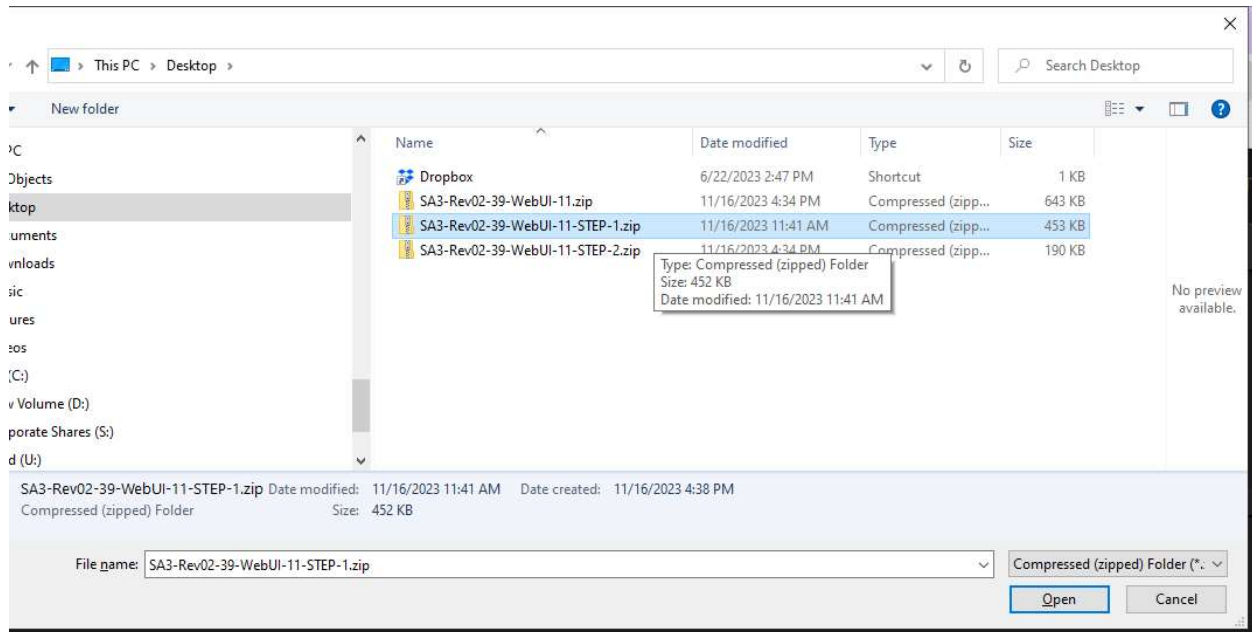 This PC > Desktop >
Search Desktop
New folder
Name Date modified Type Size
PC
Objects
ktop
uments
wnloads
sic
ures
eos
(C:)
v Volume (D:)
porate Shares (S:)
d (U:)
Dropbox 6/22/2023 2:47 PM Shortcut 1 KB
SA3-Rev02-39-WebUI-11.zip 11/16/2023 4:34 PM Compressed (zipp... 643 KB
SA3-Rev02-39-WebUI-11-STEP-1.zip 11/16/2023 11:41 AM Compressed (zipp... 453 KB
SA3-Rev02-39-WebUI-11-STEP-2.zip 11/16/2023 4:34 PM Compressed (zipp... 190 KB
Type: Compressed (zipped) Folder
Size: 452 KB
Date modified: 11/16/2023 11:41 AM
No preview
available.
SA3-Rev02-39-WebUI-11-STEP-1.zip Date modified: 11/16/2023 11:41 AM Date created: 11/16/2023 4:38 PM
Compressed (zipped) Folder Size: 452 KB
File name: SA3-Rev02-39-WebUI-11-STEP-1.zip Compressed (zipped) Folder (*.
Open Cancel